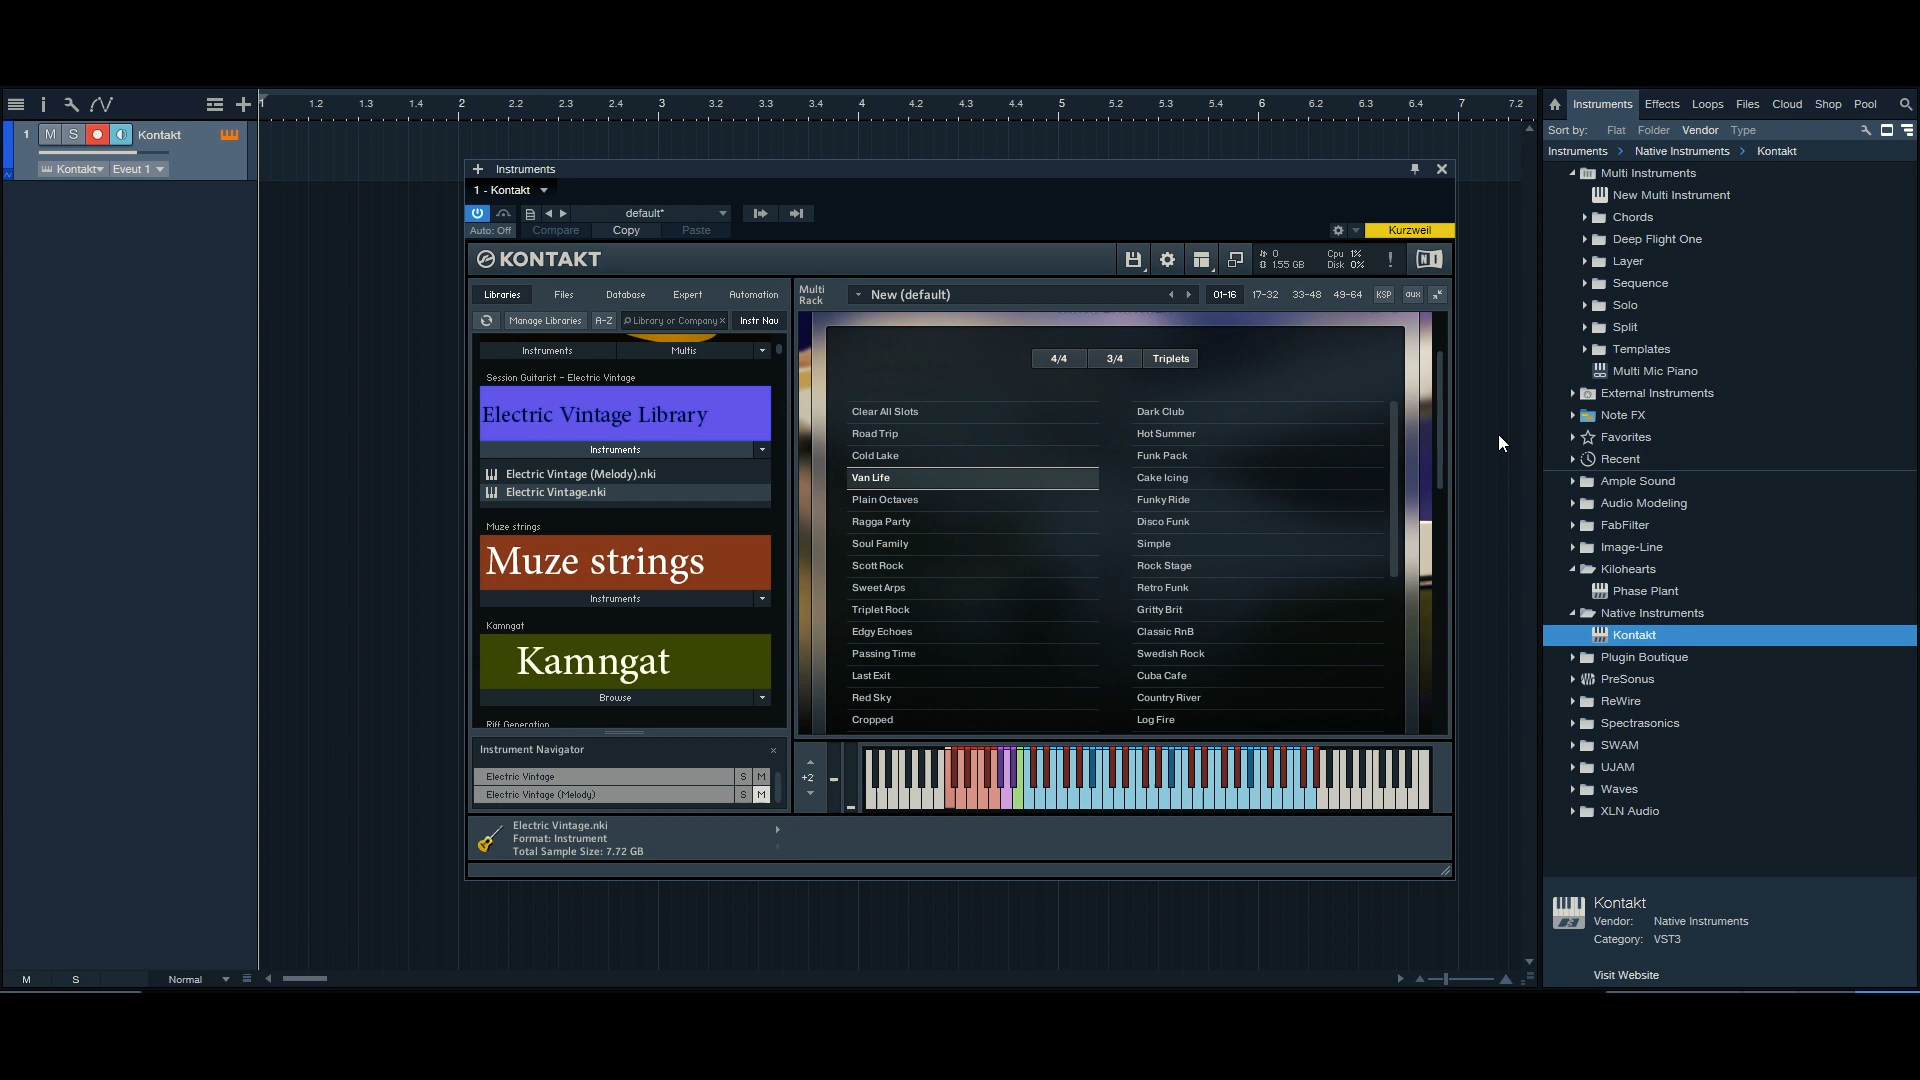 1 1.2 1.3 1.4 2 2.2 2.3 2.4 3 3.2 3.3 3.4 4 4.2 4.3 4.4 5 5.2 5.3 5.4 6 6.2 6.3 6.4 7 7.2
Instruments Effects Loops Files Cloud Shop Pool
Sort by: Flat Folder Vendor Type
Instruments > Native Instruments > Kontakt
1 M S Kontakt
Kontakt
Instruments
1 - Kontakt
default*
Auto: Off Compare Copy Paste
Kurzweil
KONTAKT
0
1.55 GB
Cpu 1%
Disk 0%
!
Libraries Files Database Expert Automation
Manage Libraries A-Z Library or Company × Instr Nav
Instruments Multis
Session Guitarist - Electric Vintage
Electric Vintage Library
Instruments
Electric Vintage (Melody).nki
Electric Vintage.nki
Muze strings
Muze strings
Instruments
Kamngat
Kamngat
Browse
Riff Generation
Instrument Navigator ×
Electric Vintage S M
Electric Vintage (Melody) S M
Multi
Rack
New (default)
01-16 17-32 33-48 49-64 KSP aux
4/4 3/4 Triplets
Clear All Slots
Road Trip
Cold Lake
Van Life
Plain Octaves
Ragga Party
Soul Family
Scott Rock
Sweet Arps
Triplet Rock
Edgy Echoes
Passing Time
Last Exit
Red Sky
Cropped
Dark Club
Hot Summer
Funk Pack
Cake Icing
Funky Ride
Disco Funk
Simple
Rock Stage
Retro Funk
Gritty Brit
Classic RnB
Swedish Rock
Cuba Cafe
Country River
Log Fire
+2
Electric Vintage.nki
Format: Instrument
Total Sample Size: 7.72 GB
Multi Instruments
New Multi Instrument
Chords
Deep Flight One
Layer
Sequence
Solo
Split
Templates
Multi Mic Piano
External Instruments
Note FX
Favorites
Recent
Ample Sound
Audio Modeling
FabFilter
Image-Line
Kilohearts
Phase Plant
Native Instruments
Kontakt
Plugin Boutique
PreSonus
ReWire
Spectrasonics
SWAM
UJAM
Waves
XLN Audio
Kontakt
Vendor: Native Instruments
Category: VST3
Visit Website
M S Normal